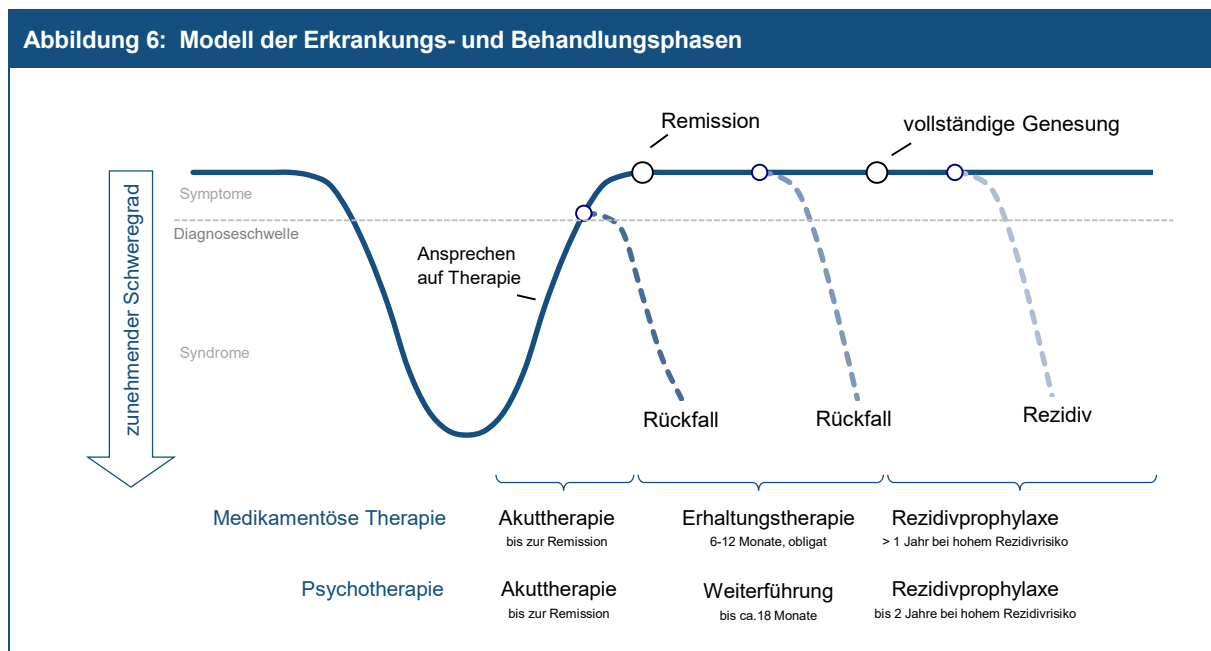 Abbildung 6: Modell der Erkrankungs- und Behandlungsphasen
Remission
vollständige Genesung
zunehmender Schweregrad
Symptome
Diagnoseschwelle
Ansprechen
auf Therapie
Syndrome
Rückfall
Rückfall
Rezidiv
Medikamentöse Therapie
Akuttherapie
bis zur Remission
Erhaltungstherapie
6-12 Monate, obligat
Rezidivprophylaxe
> 1 Jahr bei hohem Rezidivrisiko
Psychotherapie
Akuttherapie
bis zur Remission
Weiterführung
bis ca.18 Monate
Rezidivprophylaxe
bis 2 Jahre bei hohem Rezidivrisiko